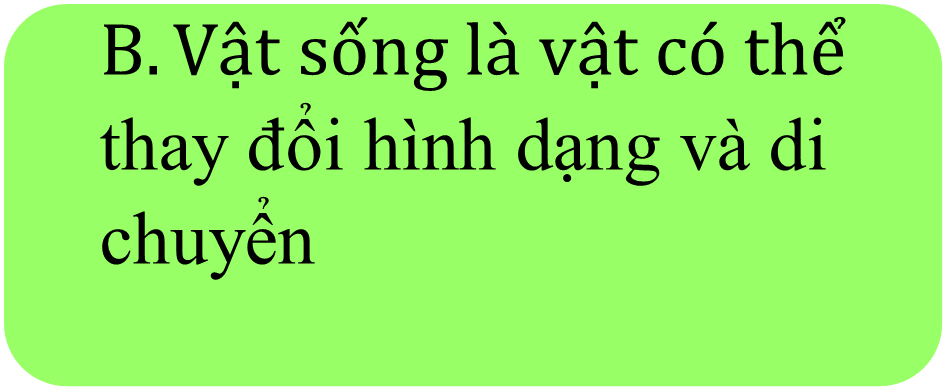 B. Vật sống là vật có thể
thay đổi hình dạng và di
chuyển